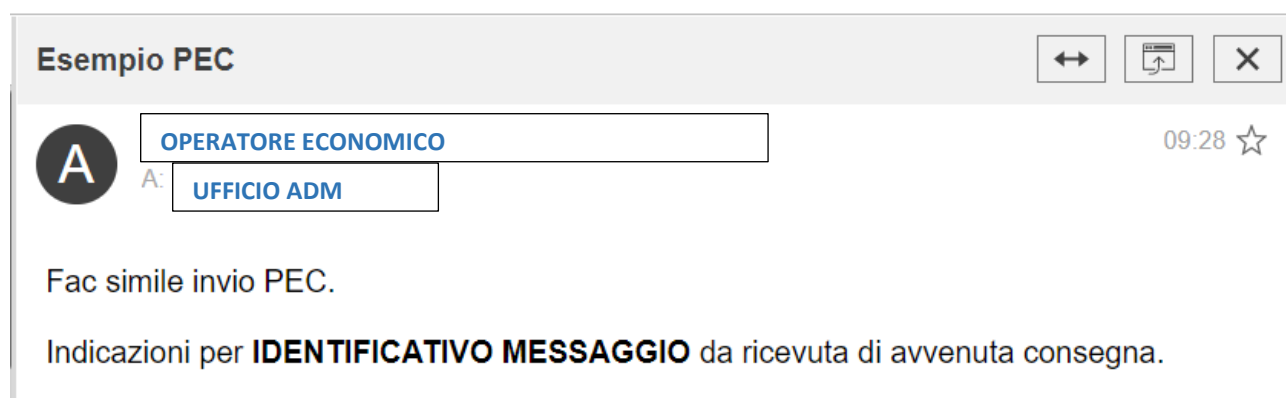 Esempio PEC
OPERATORE ECONOMICO
09:28
A
A:
UFFICIO ADM
Fac simile invio PEC.
Indicazioni per IDENTIFICATIVO MESSAGGIO da ricevuta di avvenuta consegna.